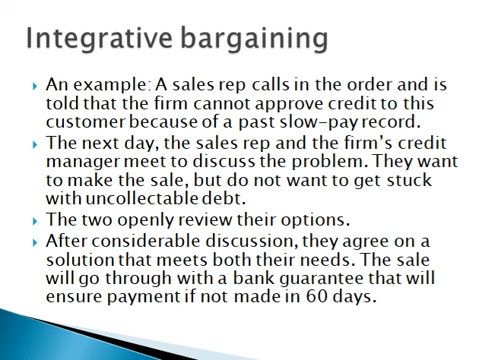 Integrative bargaining
An example: A sales rep calls in the order and is
told that the firm cannot approve credit to this
customer because of a past slow-pay record.
The next day, the sales rep and the firm's credit
manager meet to discuss the problem. They want
to make the sale, but do not want to get stuck
with uncollectable debt.
The two openly review their options.
After considerable discussion, they agree on a
solution that meets both their needs. The sale
will go through with a bank guarantee that will
ensure payment if not made in 60 days.